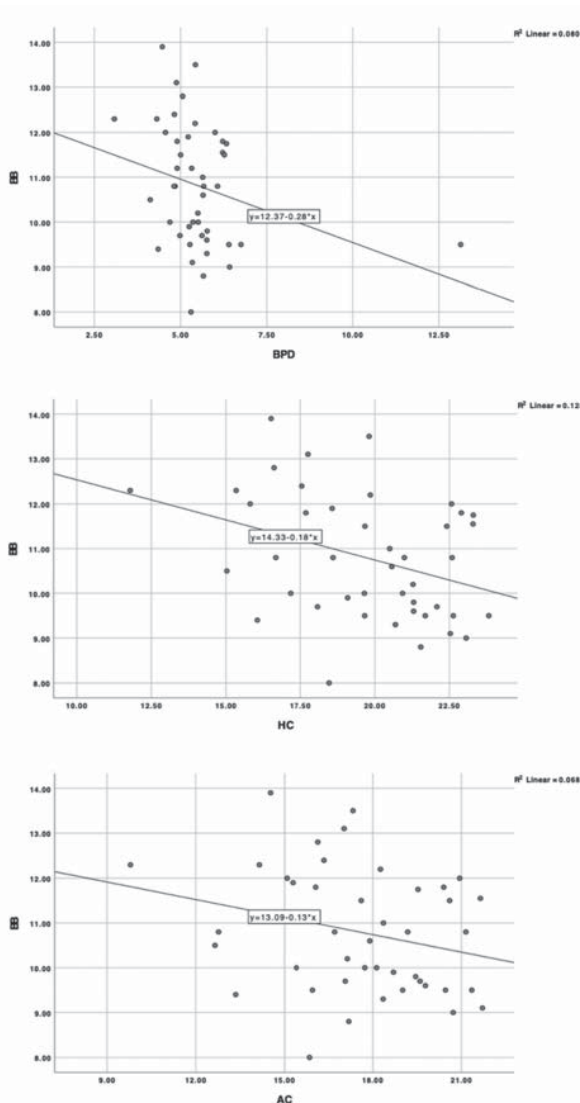 R² Linear = 0.080
14.00
13.00
12.00
11.00
10.00
9.00
8.00
EB
y=12.37-0.28*x
2.50 5.00 7.50 10.00 12.50
BPD
R² Linear = 0.12
14.00
13.00
12.00
11.00
10.00
9.00
8.00
EB
y=14.33-0.18*x
10.00 12.50 15.00 17.50 20.00 22.50
HC
R² Linear = 0.068
14.00
13.00
12.00
11.00
10.00
9.00
8.00
EB
y=13.09-0.13*x
9.00 12.00 15.00 18.00 21.00
AC